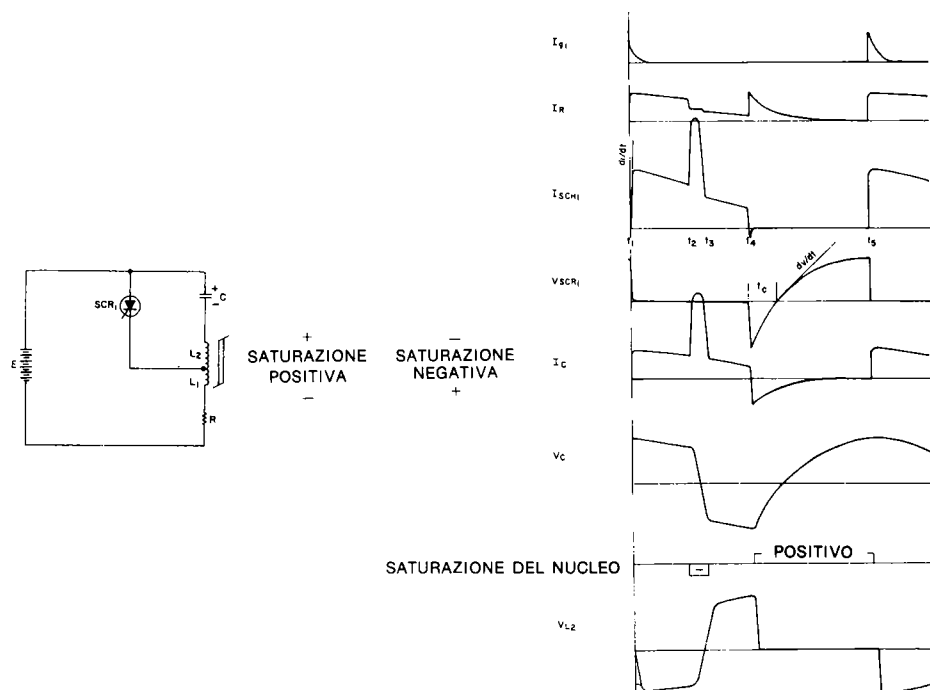 Ig1
IR
di/dt
ISCR1
t1
t2
t3
t4
t5
dv/dt
tc
VSCR1
+
C
−
SCR1
L2
L1
E
R
+
SATURAZIONE
POSITIVA
−
−
SATURAZIONE
NEGATIVA
+
IC
VC
POSITIVO
SATURAZIONE DEL NUCLEO
−
VL2